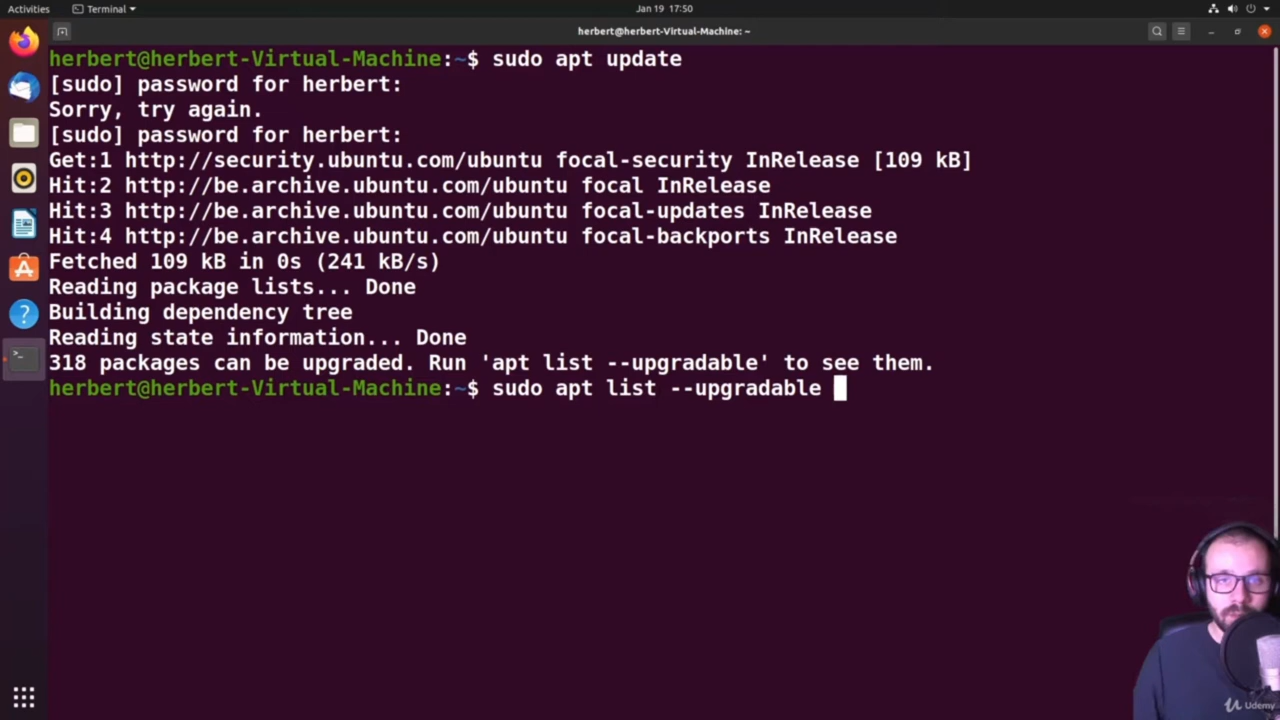 Activities
Terminal
Jan 19 17:50
herbert@herbert-Virtual-Machine: ~
herbert@herbert-Virtual-Machine:~$ sudo apt update
[sudo] password for herbert:
Sorry, try again.
[sudo] password for herbert:
Get:1 http://security.ubuntu.com/ubuntu focal-security InRelease [109 kB]
Hit:2 http://be.archive.ubuntu.com/ubuntu focal InRelease
Hit:3 http://be.archive.ubuntu.com/ubuntu focal-updates InRelease
Hit:4 http://be.archive.ubuntu.com/ubuntu focal-backports InRelease
Fetched 109 kB in 0s (241 kB/s)
Reading package lists... Done
Building dependency tree
Reading state information... Done
318 packages can be upgraded. Run 'apt list --upgradable' to see them.
herbert@herbert-Virtual-Machine:~$ sudo apt list --upgradable
Udemy